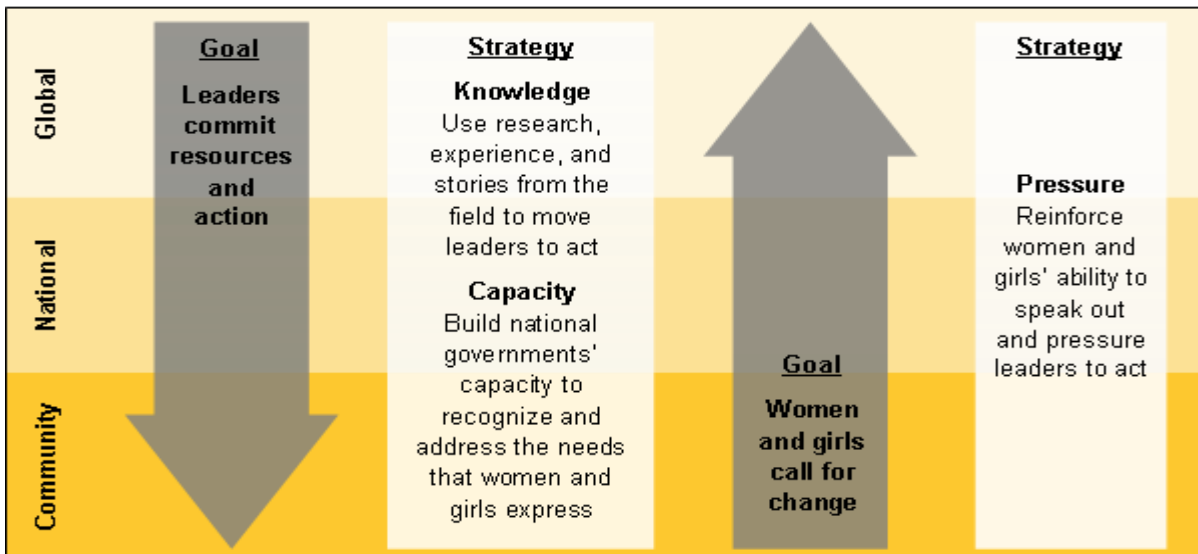 Global
National
Community
Goal
Leaders
commit
resources
and
action
Strategy
Knowledge
Use research,
experience, and
stories from the
field to move
leaders to act
Capacity
Build national
governments'
capacity to
recognize and
address the needs
that women and
girls express
Goal
Women
and girls
call for
change
Strategy
Pressure
Reinforce
women and
girls' ability to
speak out
and pressure
leaders to act